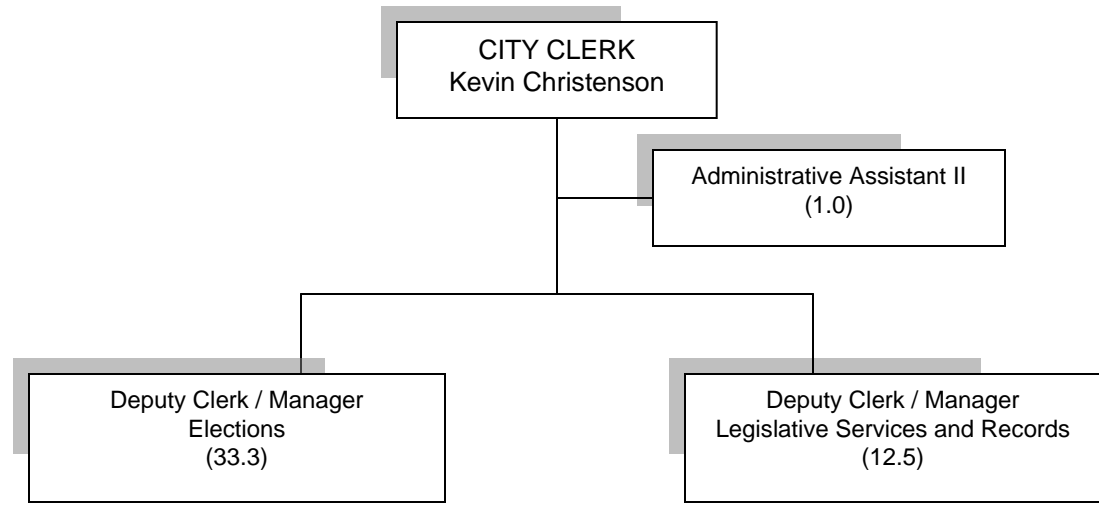 CITY CLERK
Kevin Christenson
Administrative Assistant II
(1.0)
Deputy Clerk / Manager
Elections
(33.3)
Deputy Clerk / Manager
Legislative Services and Records
(12.5)